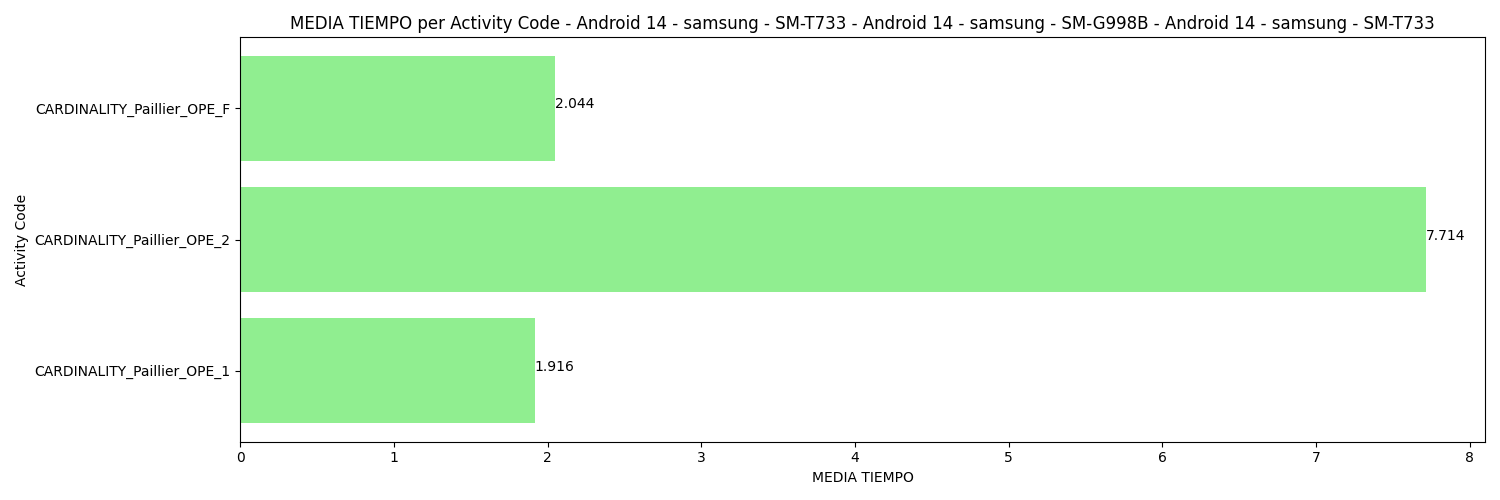 MEDIA TIEMPO per Activity Code - Android 14 - samsung - SM-T733 - Android 14 - samsung - SM-G998B - Android 14 - samsung - SM-T733
Activity Code
CARDINALITY_Paillier_OPE_F
2.044
CARDINALITY_Paillier_OPE_2
7.714
CARDINALITY_Paillier_OPE_1
1.916
0 1 2 3 4 5 6 7 8
MEDIA TIEMPO